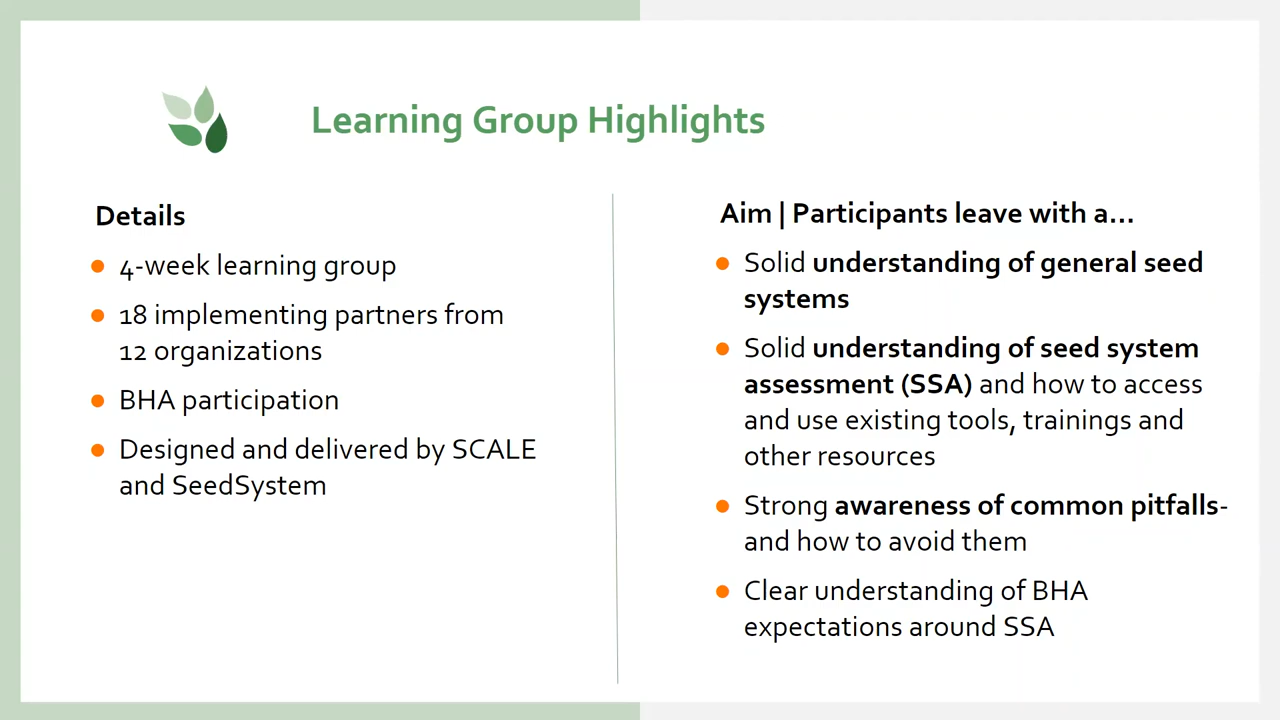 Learning Group Highlights
Details
4-week learning group
18 implementing partners from
12 organizations
BHA participation
Designed and delivered by SCALE
and SeedSystem
Aim | Participants leave with a...
Solid understanding of general seed
systems
Solid understanding of seed system
assessment (SSA) and how to access
and use existing tools, trainings and
other resources
Strong awareness of common pitfalls-
and how to avoid them
Clear understanding of BHA
expectations around SSA